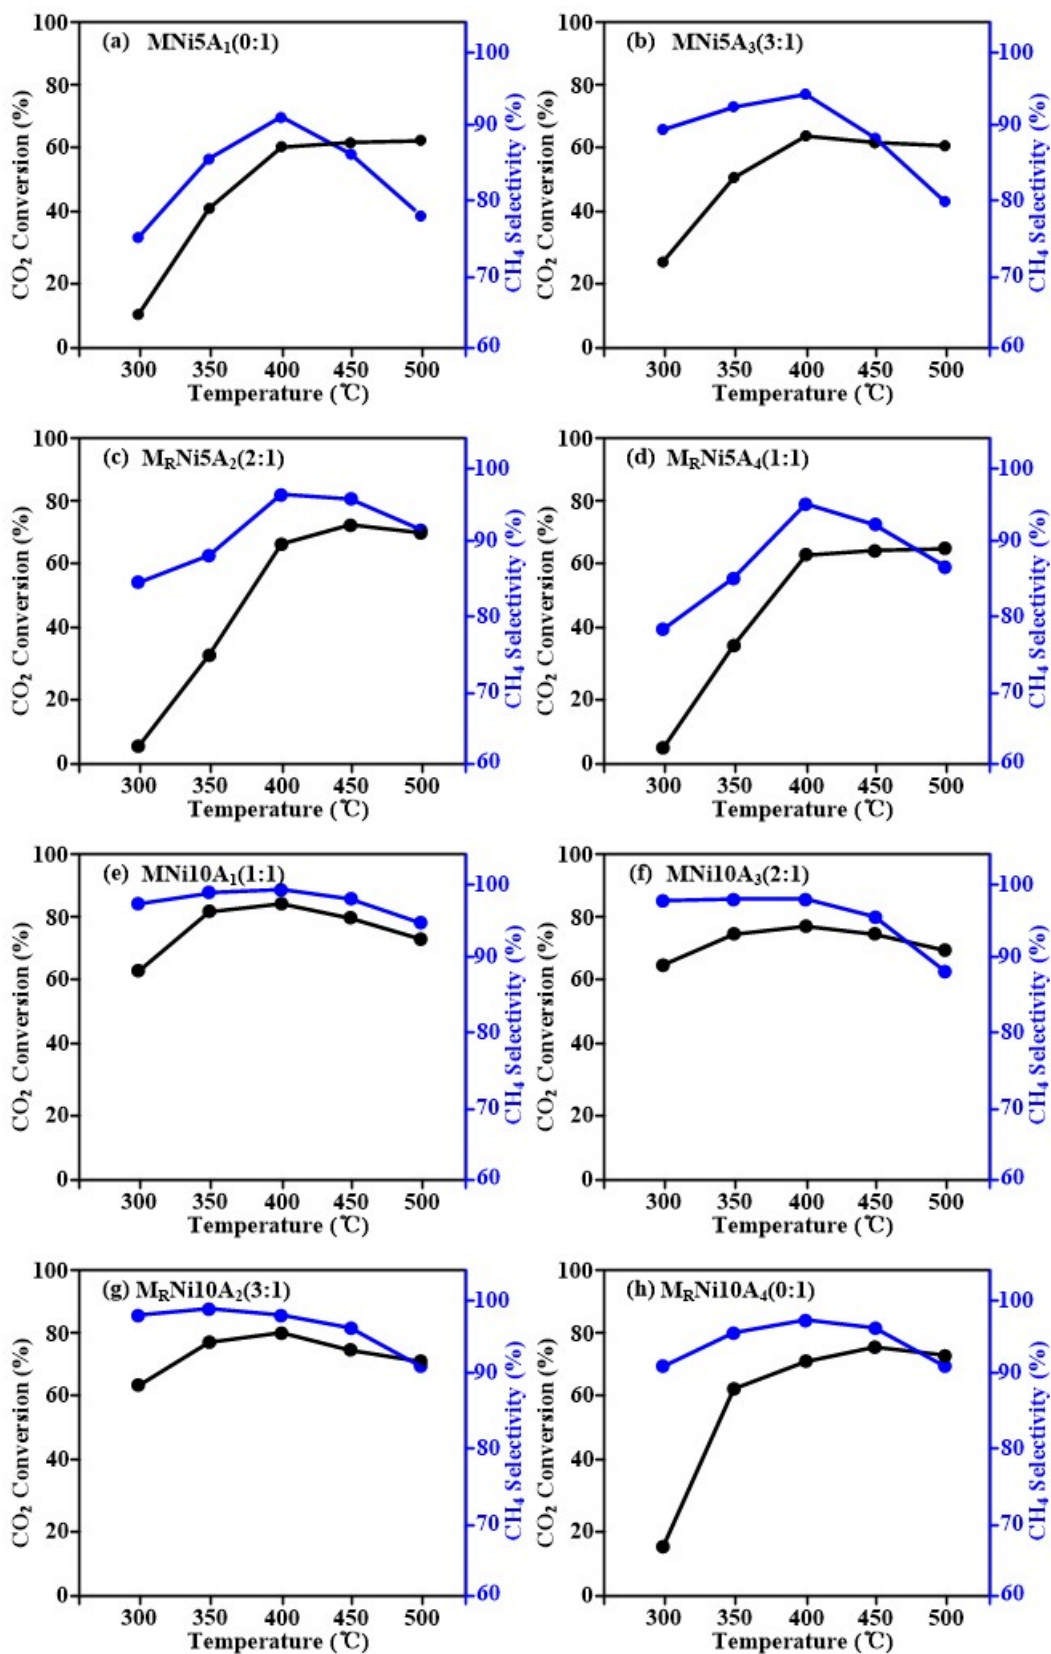 (a) MNi5A₁(0:1)
CO₂ Conversion (%)
100
80
60
40
20
0
300 350 400 450 500
Temperature (℃)
100
90
80
70
60
CH₄ Selectivity (%)
(b) MNi5A₃(3:1)
CO₂ Conversion (%)
100
80
60
40
20
0
300 350 400 450 500
Temperature (℃)
100
90
80
70
60
CH₄ Selectivity (%)
(c) M_RNi5A₂(2:1)
CO₂ Conversion (%)
100
80
60
40
20
0
300 350 400 450 500
Temperature (℃)
100
90
80
70
60
CH₄ Selectivity (%)
(d) M_RNi5A₄(1:1)
CO₂ Conversion (%)
100
80
60
40
20
0
300 350 400 450 500
Temperature (℃)
100
90
80
70
60
CH₄ Selectivity (%)
(e) MNi10A₁(1:1)
CO₂ Conversion (%)
100
80
60
40
20
0
300 350 400 450 500
Temperature (℃)
100
90
80
70
60
CH₄ Selectivity (%)
(f) MNi10A₃(2:1)
CO₂ Conversion (%)
100
80
60
40
20
0
300 350 400 450 500
Temperature (℃)
100
90
80
70
60
CH₄ Selectivity (%)
(g) M_RNi10A₂(3:1)
CO₂ Conversion (%)
100
80
60
40
20
0
300 350 400 450 500
Temperature (℃)
100
90
80
70
60
CH₄ Selectivity (%)
(h) M_RNi10A₄(0:1)
CO₂ Conversion (%)
100
80
60
40
20
0
300 350 400 450 500
Temperature (℃)
100
90
80
70
60
CH₄ Selectivity (%)